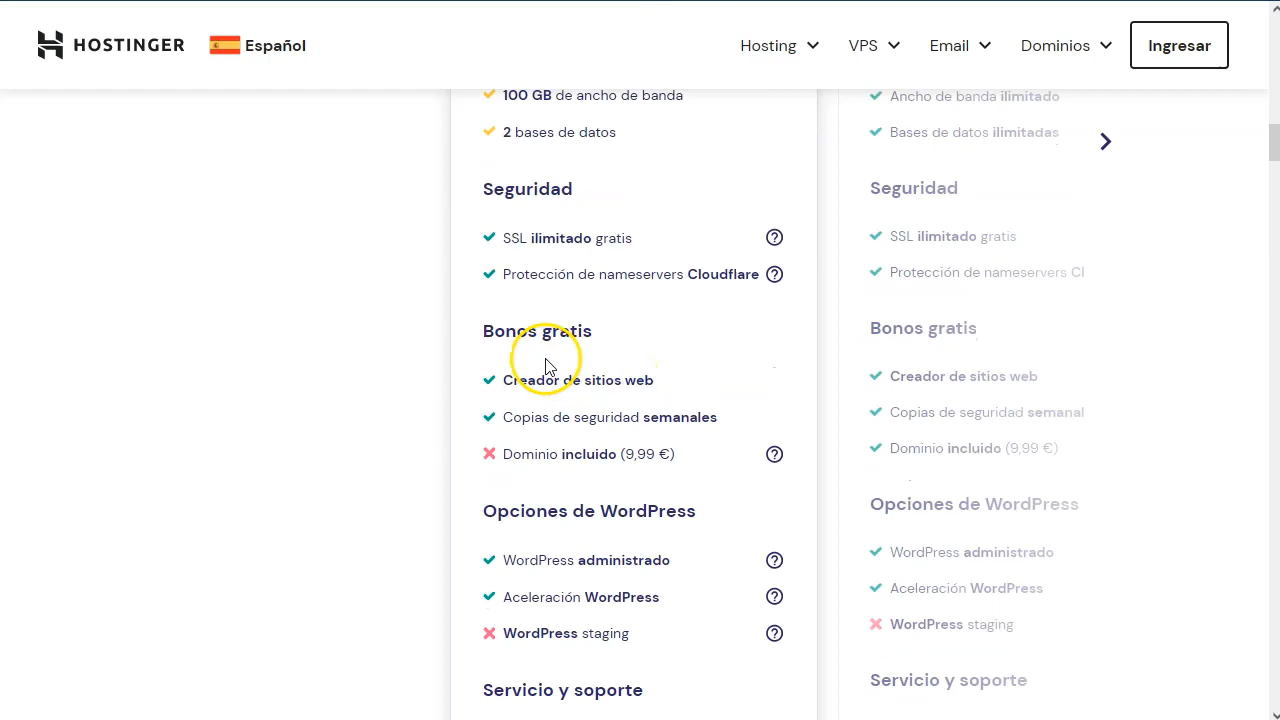 HOSTINGER
Español
Hosting
VPS
Email
Dominios
Ingresar
100 GB de ancho de banda
2 bases de datos
Seguridad
SSL ilimitado gratis
Protección de nameservers Cloudflare
Bonos gratis
Creador de sitios web
Copias de seguridad semanales
Dominio incluido (9,99 €)
Opciones de WordPress
WordPress administrado
Aceleración WordPress
WordPress staging
Servicio y soporte
Ancho de banda ilimitado
Bases de datos ilimitadas
Seguridad
SSL ilimitado gratis
Protección de nameservers Cl
Bonos gratis
Creador de sitios web
Copias de seguridad semanal
Dominio incluido (9,99 €)
Opciones de WordPress
WordPress administrado
Aceleración WordPress
WordPress staging
Servicio y soporte